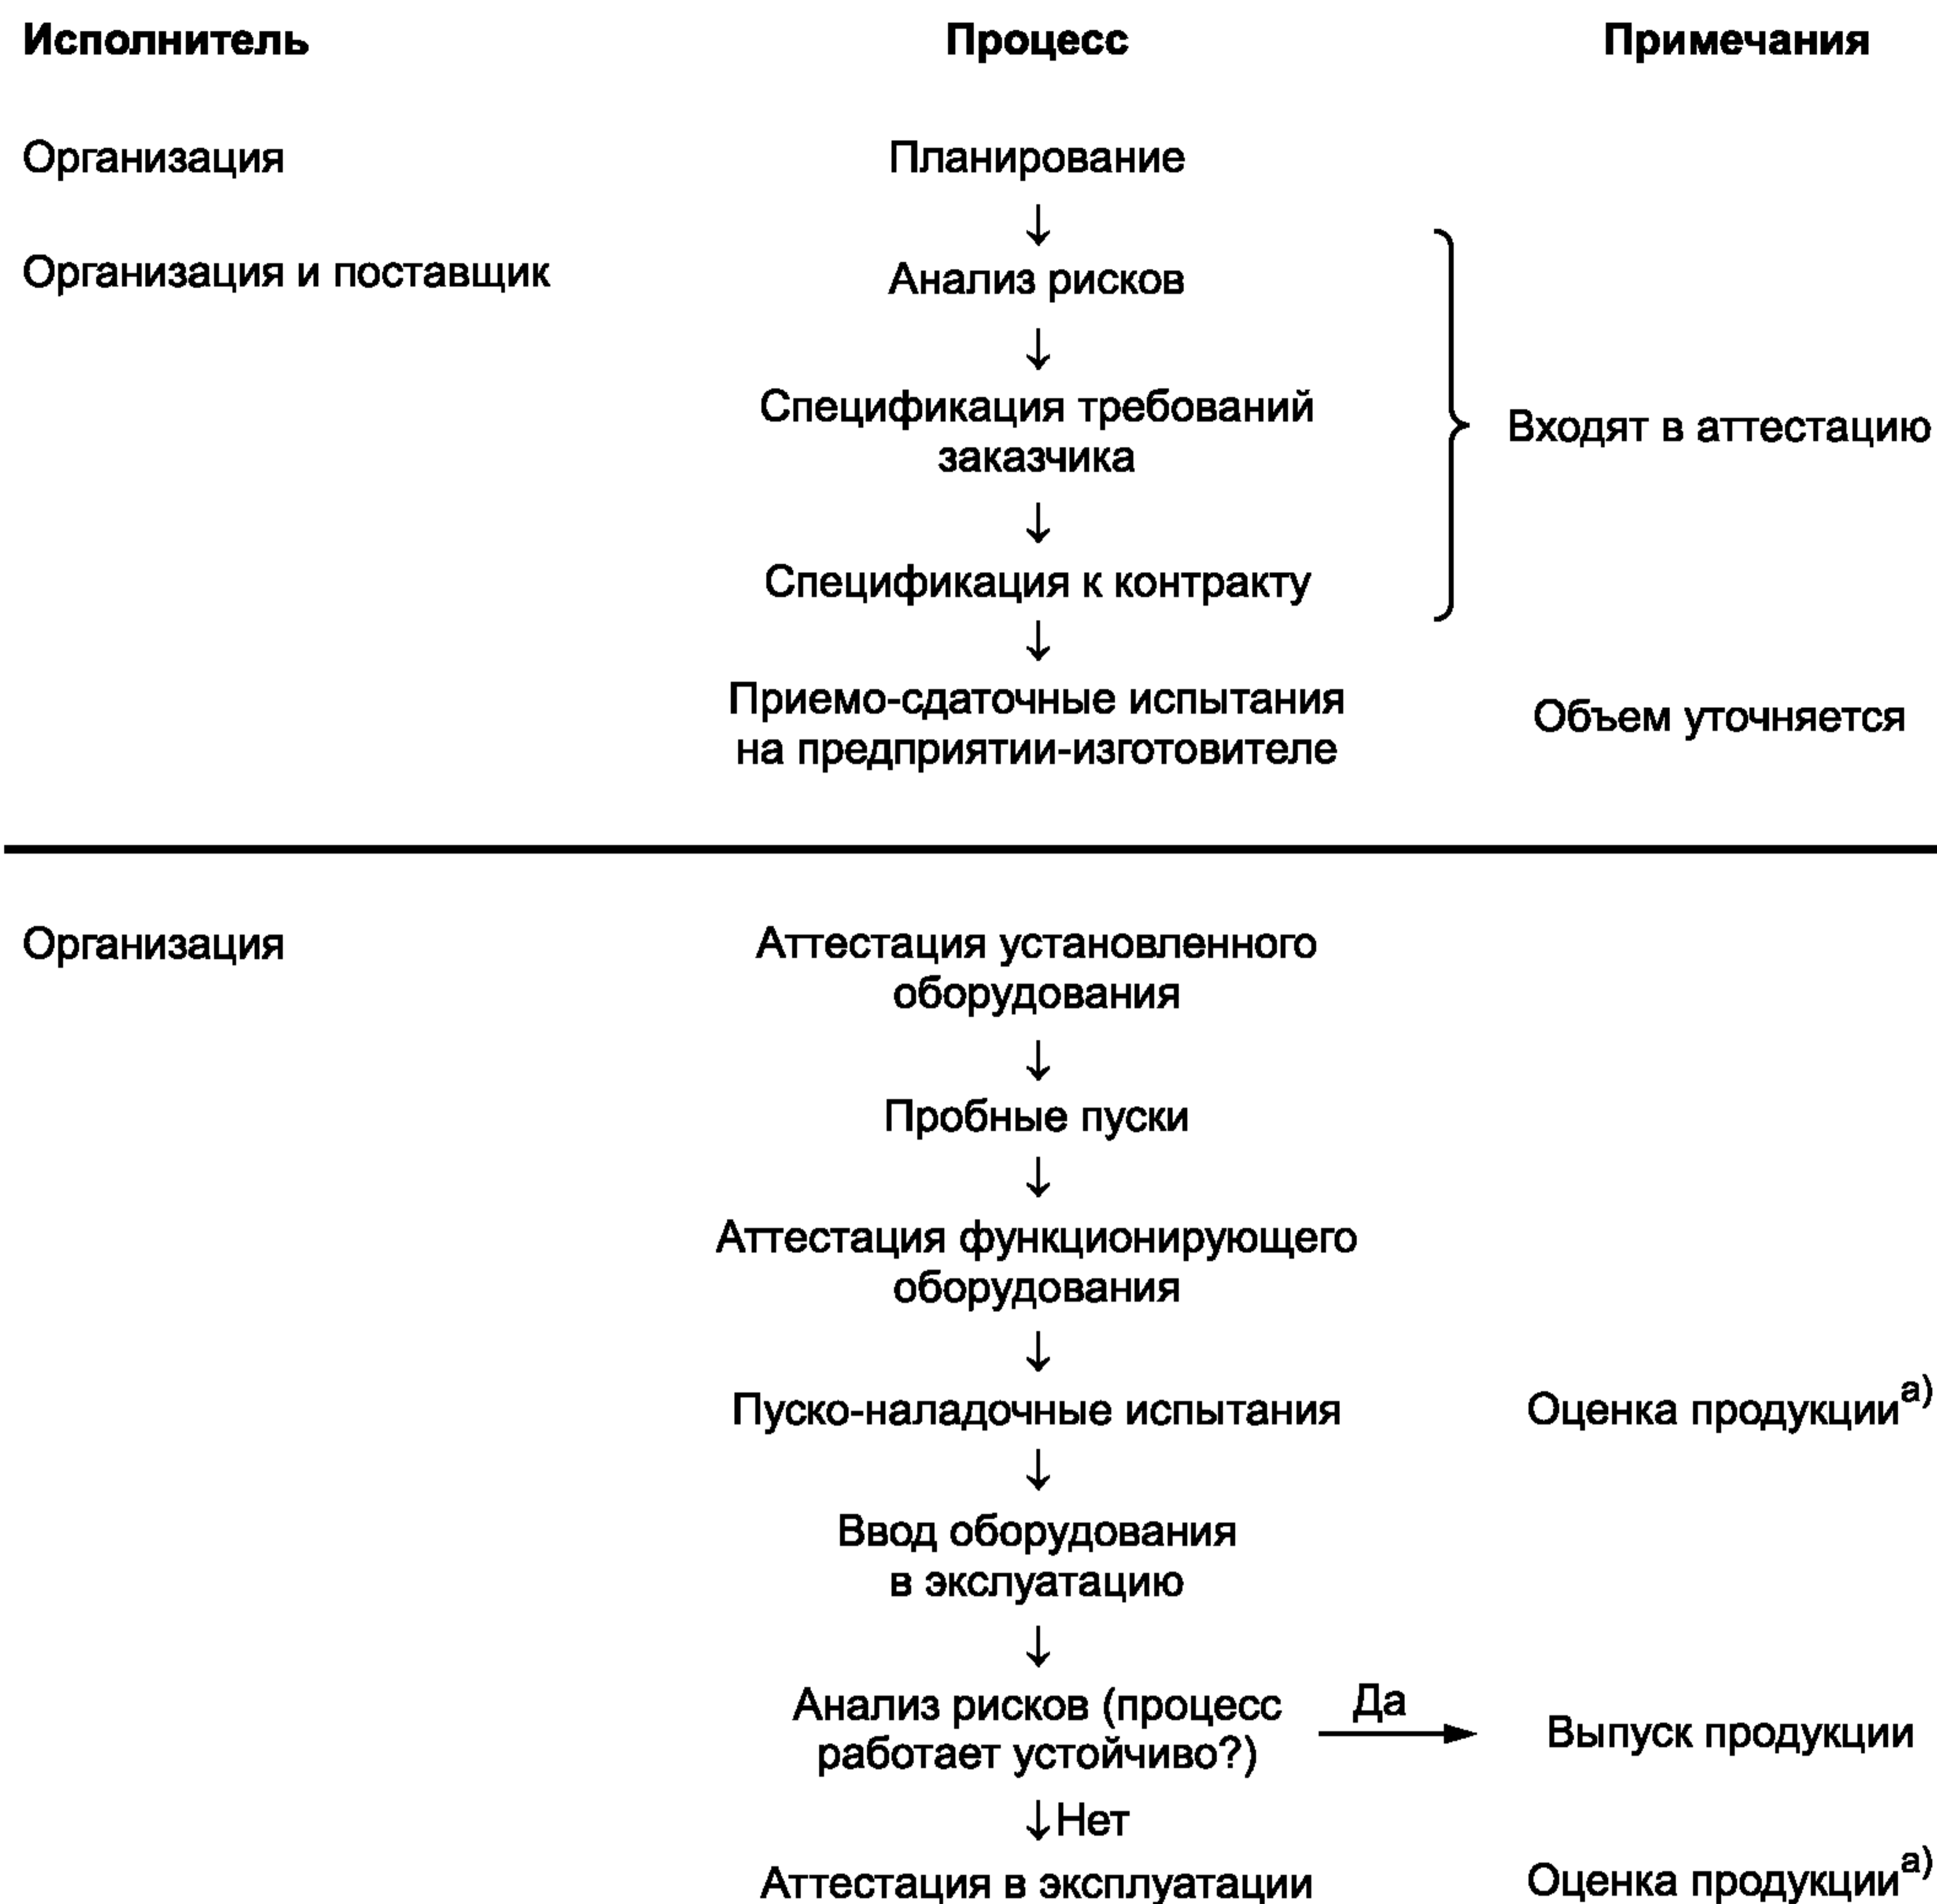 Исполнитель Процесс Примечания
Организация Планирование
Организация и поставщик Анализ рисков
Спецификация требований
заказчика
Входят в аттестацию
Спецификация к контракту
Приемо-сдаточные испытания
на предприятии-изготовителе
Объем уточняется
Организация Аттестация установленного
оборудования
Пробные пуски
Аттестация функционирующего
оборудования
Пуско-наладочные испытания Оценка продукции а)
Ввод оборудования
в экслуатацию
Анализ рисков (процесс
работает устойчиво?)
Да
Выпуск продукции
Нет
Аттестация в эксплуатации Оценка продукции а)